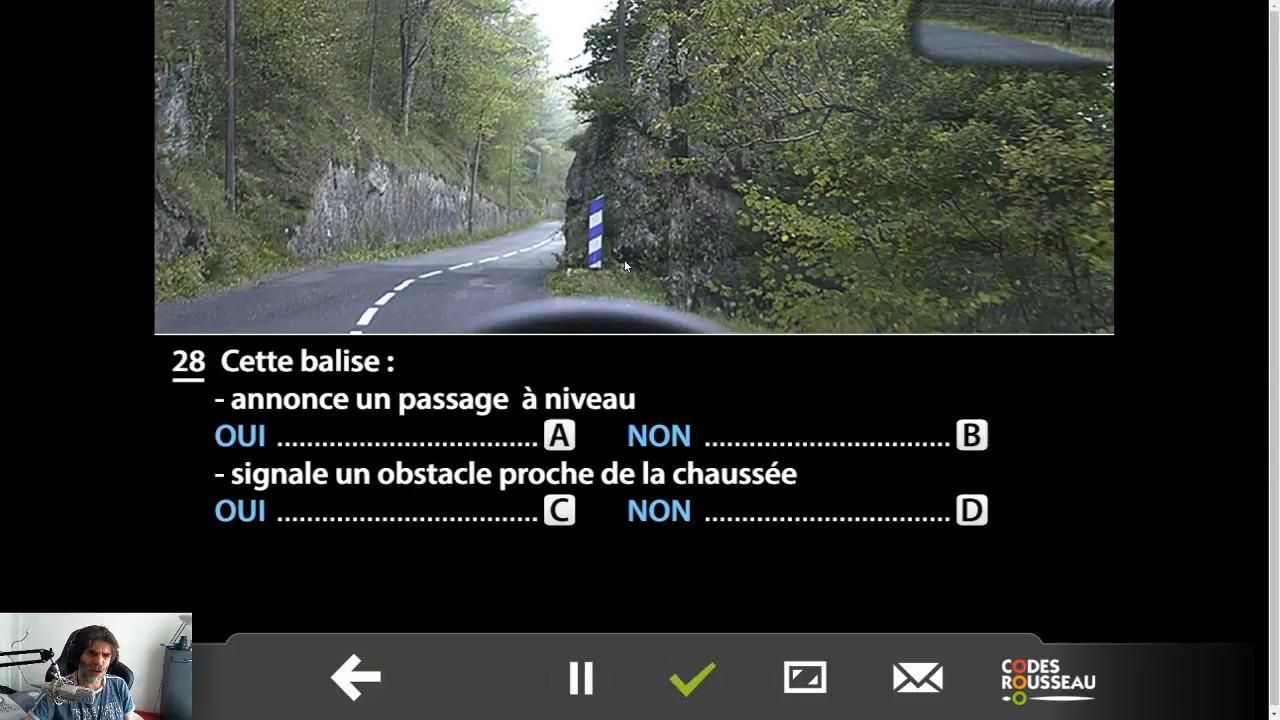 28 Cette balise :
- annonce un passage à niveau
OUI ................................... A NON ................................. B
- signale un obstacle proche de la chaussée
OUI ................................... C NON ................................. D
CODES
ROUSSEAU